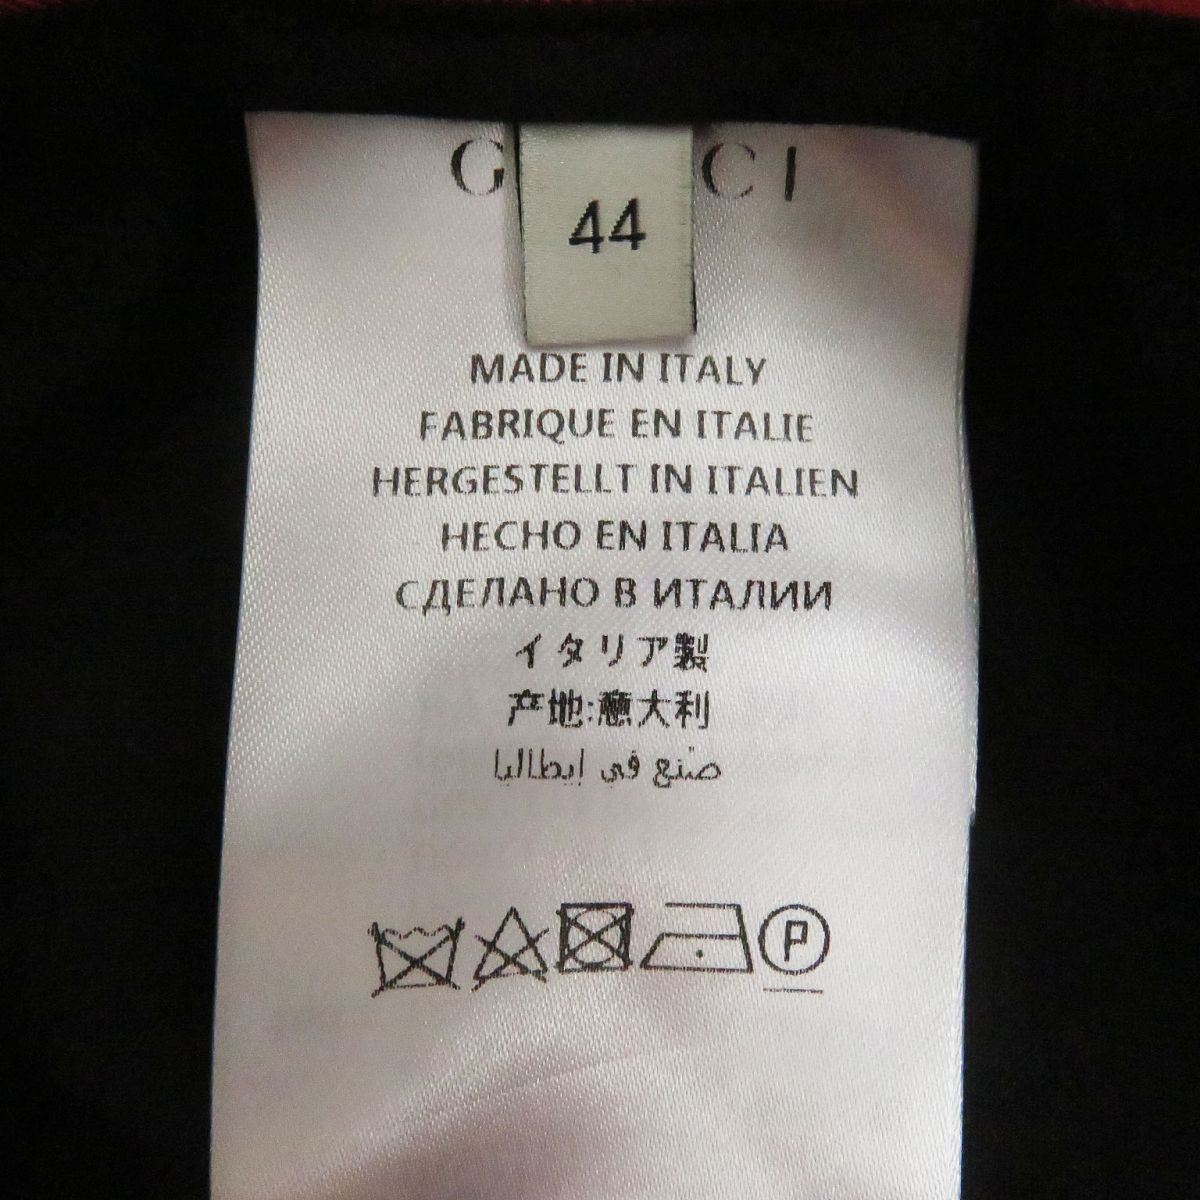 G CI
44
MADE IN ITALY
FABRIQUE EN ITALIE
HERGESTELLT IN ITALIEN
HECHO EN ITALIA
СДЕЛАНО В ИТАЛИИ
イタリア製
产地:意大利
صنع في إيطاليا
P